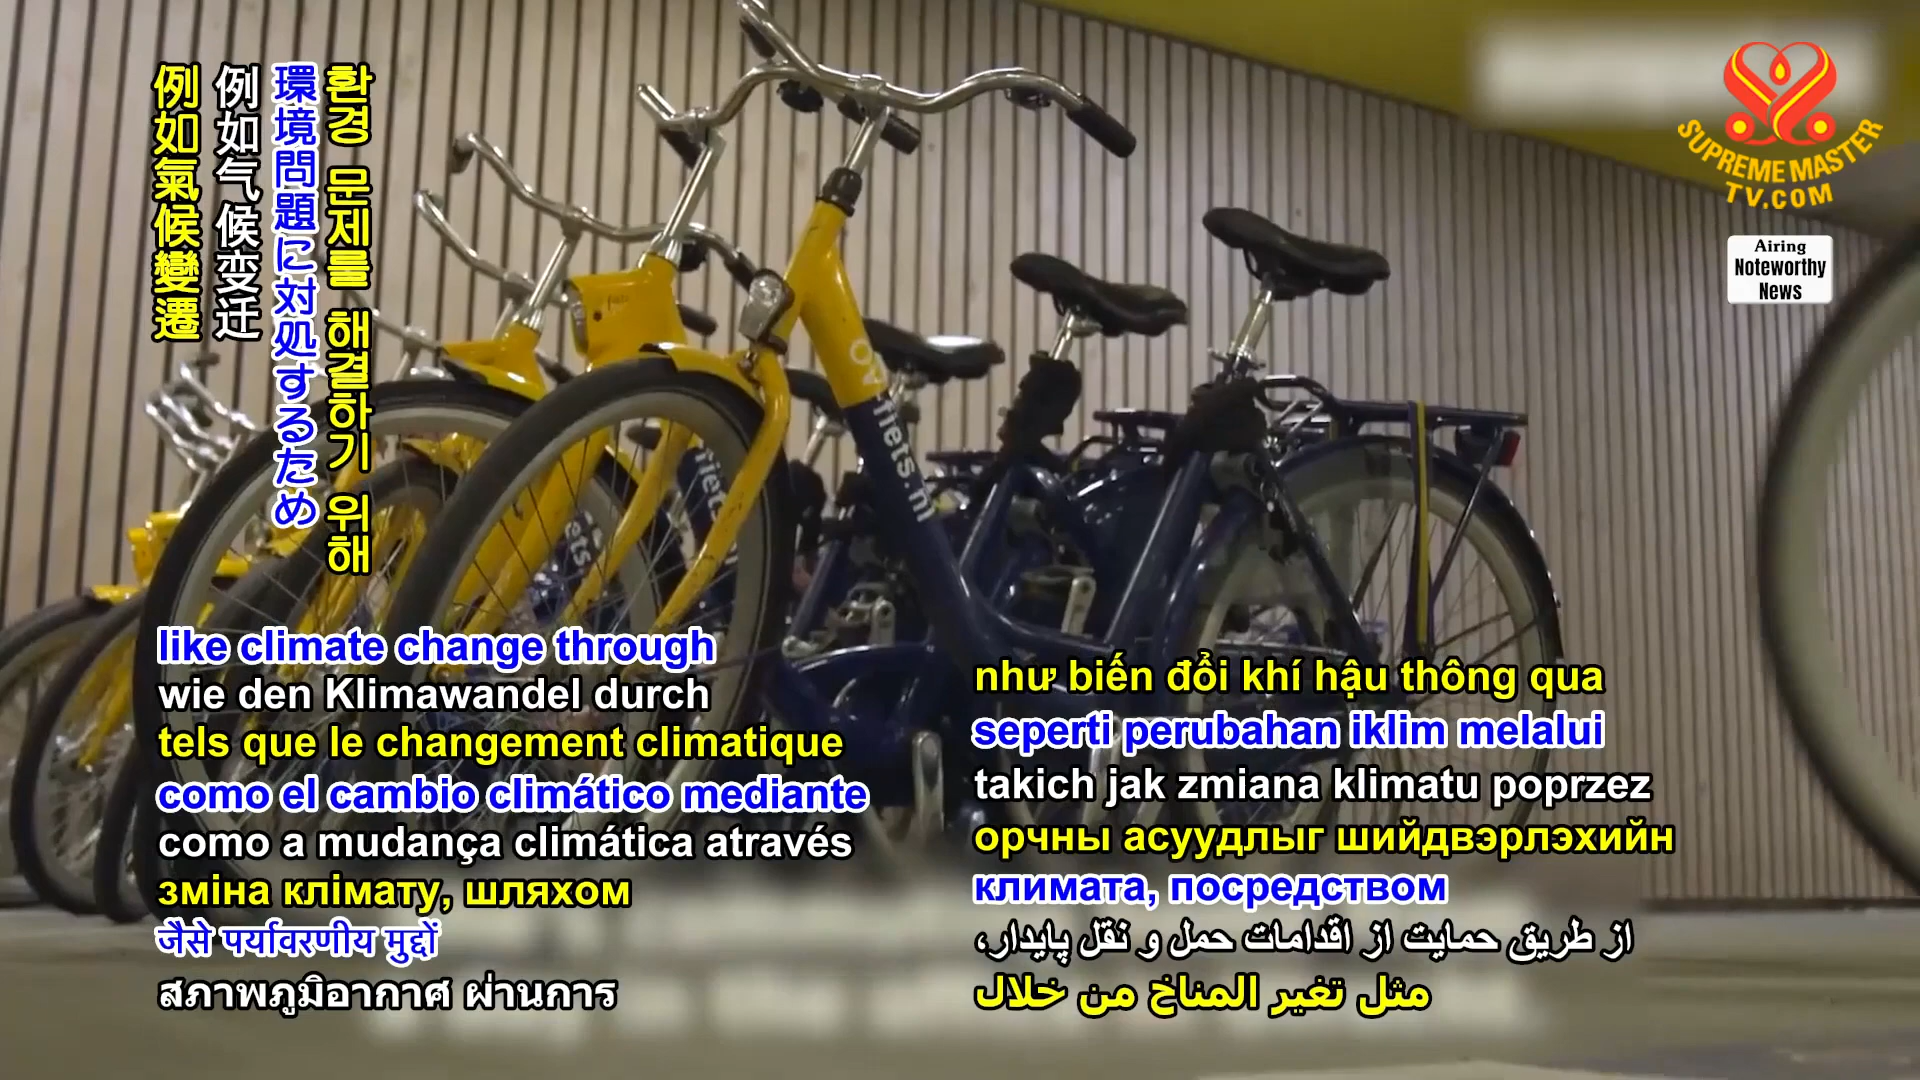 例如氣候變遷
例如气候变迁
環境問題に対処するため
환경 문제를 해결하기 위해
SUPREME MASTER
TV.COM
Airing
Noteworthy
News
fiets.nl
like climate change through
wie den Klimawandel durch
tels que le changement climatique
como el cambio climático mediante
como a mudança climática através
зміна клімату, шляхом
जैसे पर्यावरणीय मुद्दों
สภาพภูมิอากาศ ผ่านการ
như biến đổi khí hậu thông qua
seperti perubahan iklim melalui
takich jak zmiana klimatu poprzez
орчны асуудлыг шийдвэрлэхийн
климата, посредством
از طریق حمایت از اقدامات حمل و نقل پایدار،
مثل تغير المناخ من خلال